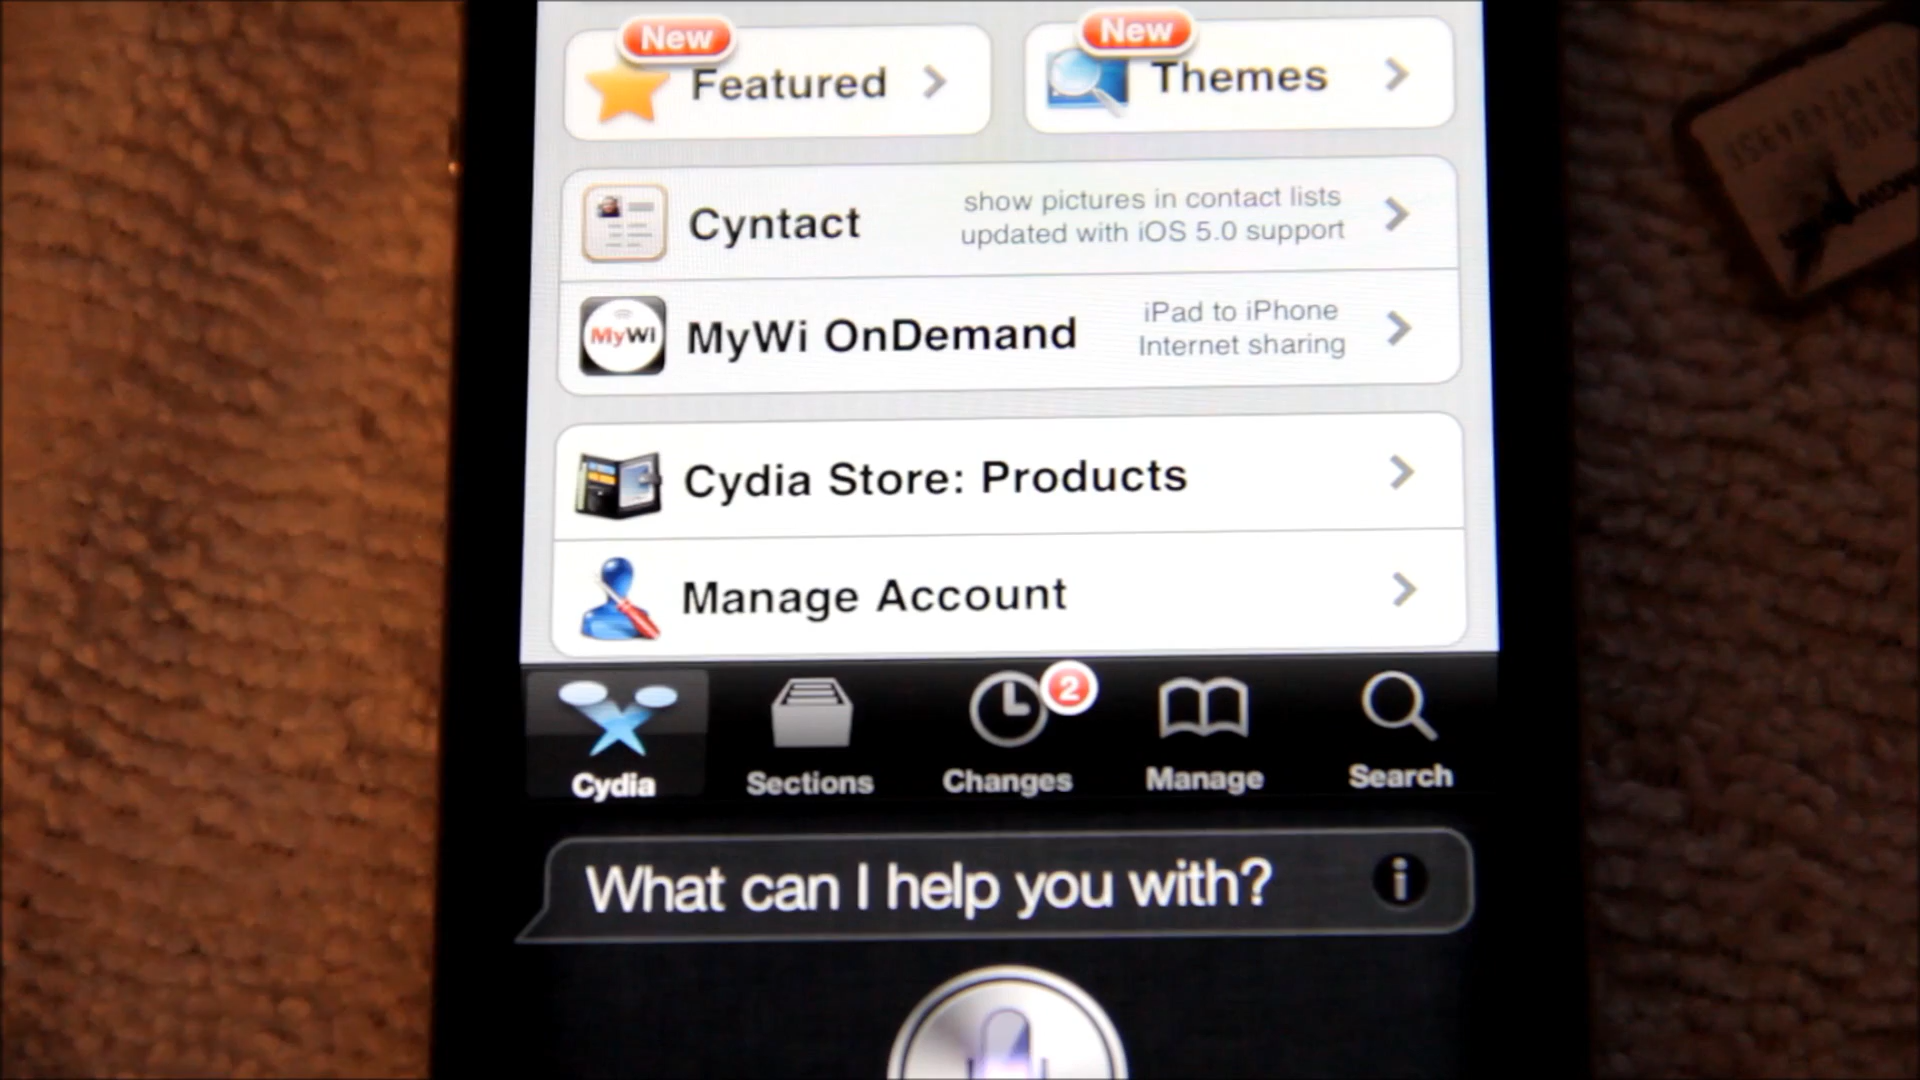 New
Featured
New
Themes
Cyntact
show pictures in contact lists
updated with iOS 5.0 support
MyWi
MyWi OnDemand
iPad to iPhone
Internet sharing
Cydia Store: Products
Manage Account
2
Cydia
Sections
Changes
Manage
Search
What can I help you with?
i